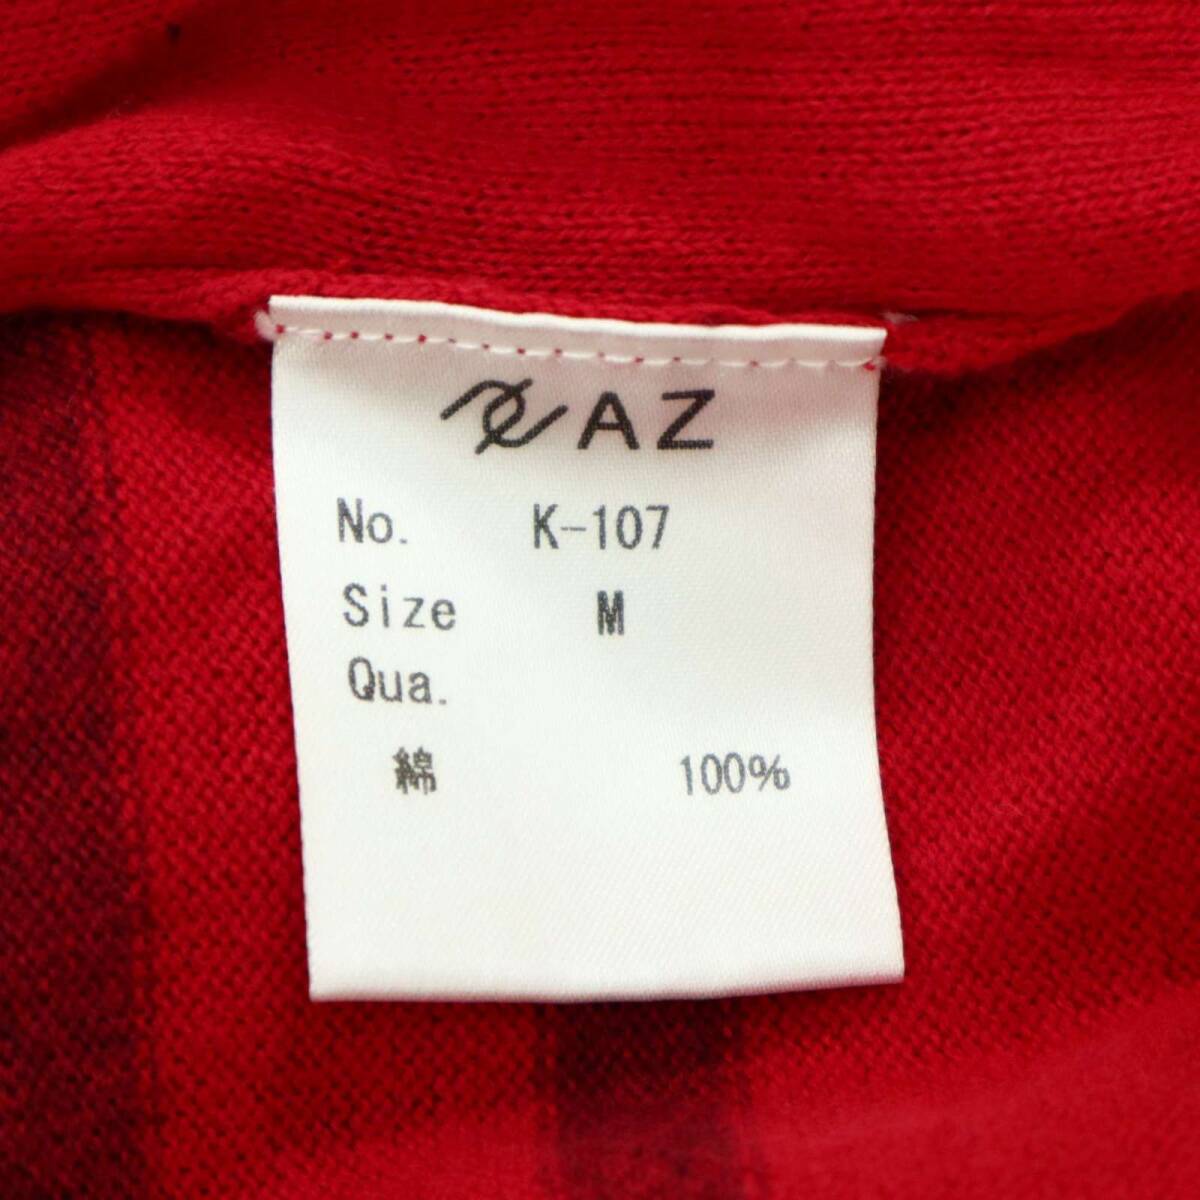 AZ
No. K-107
Size M
Qua.
綿 100%